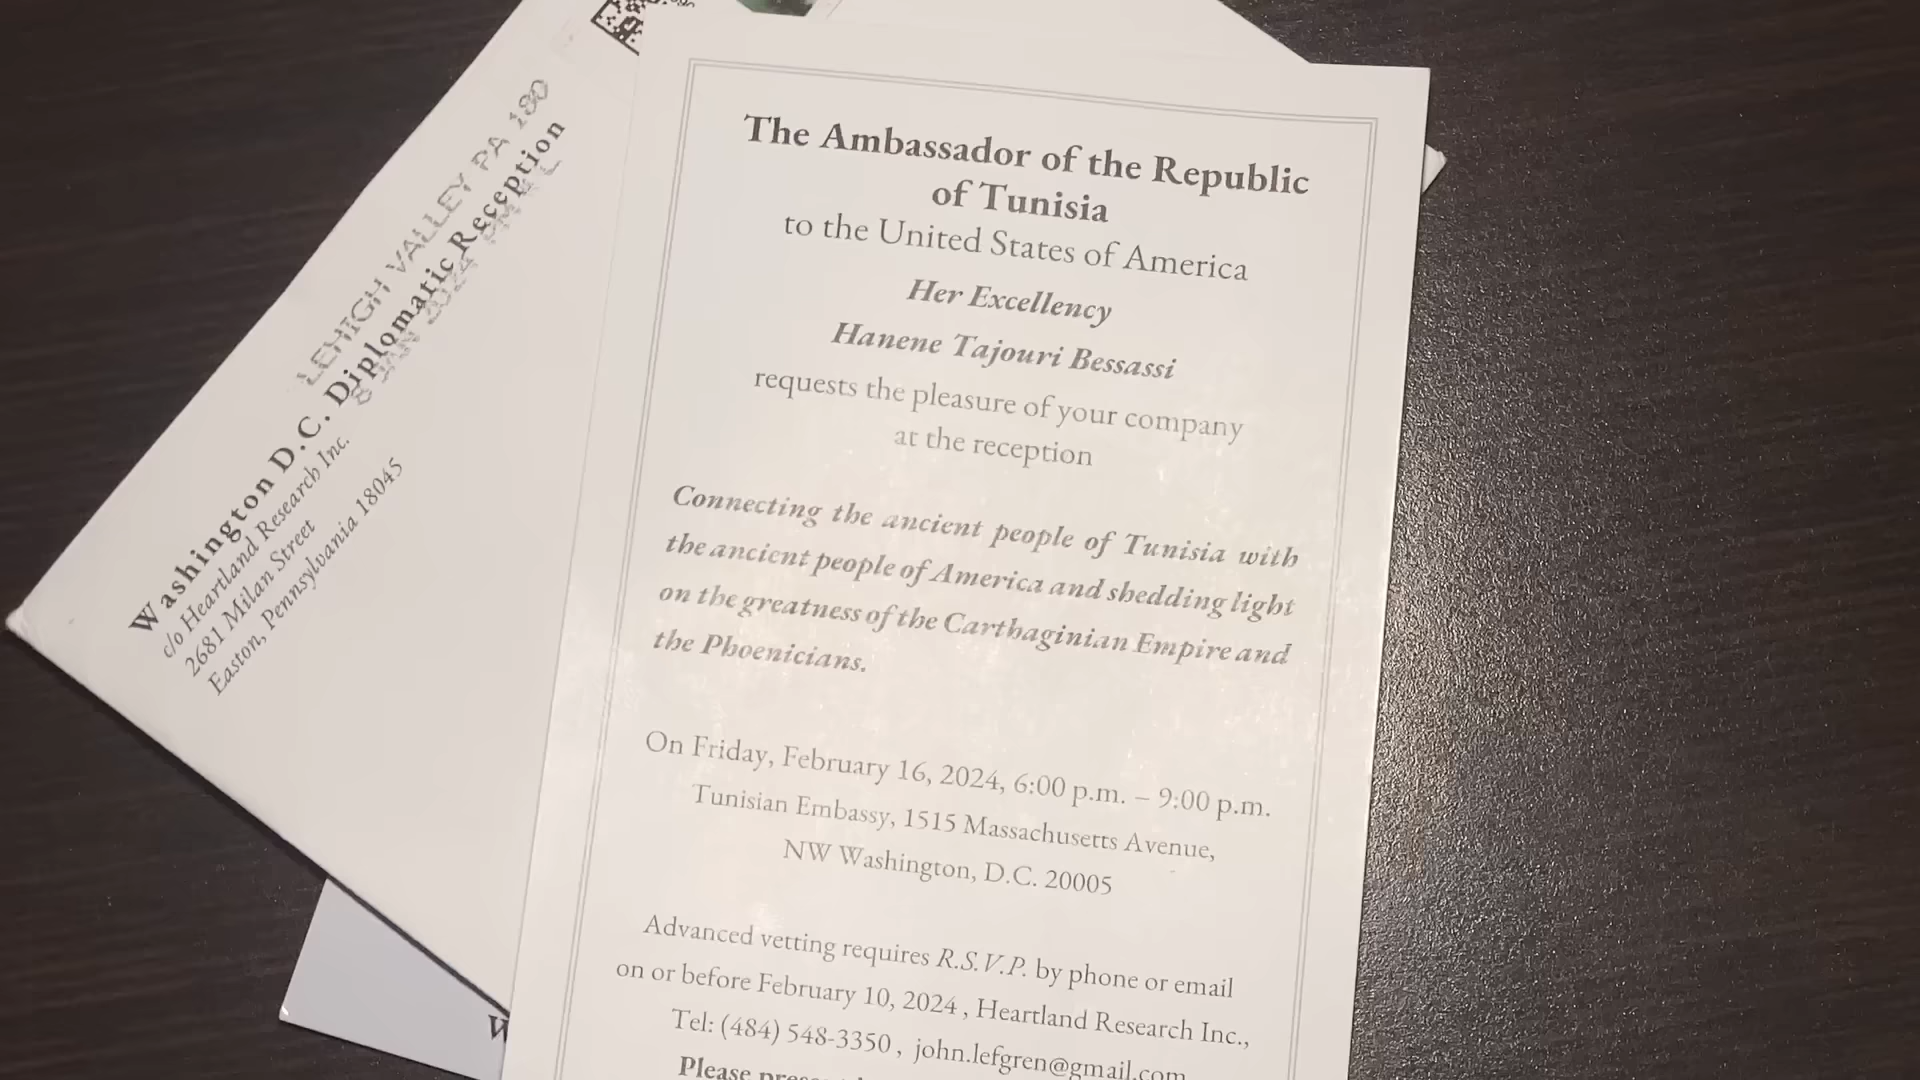 LEHIGH VALLEY PA 180
8 JAN 2024 PM
Washington D.C. Diplomatic Reception
c/o Heartland Research Inc.
2681 Milan Street
Easton, Pennsylvania 18045
The Ambassador of the Republic
of Tunisia
to the United States of America
Her Excellency
Hanene Tajouri Bessassi
requests the pleasure of your company
at the reception
Connecting the ancient people of Tunisia with
the ancient people of America and shedding light
on the greatness of the Carthaginian Empire and
the Phoenicians.
On Friday, February 16, 2024, 6:00 p.m. – 9:00 p.m.
Tunisian Embassy, 1515 Massachusetts Avenue,
NW Washington, D.C. 20005
Advanced vetting requires R.S.V.P. by phone or email
on or before February 10, 2024 , Heartland Research Inc.,
Tel: (484) 548-3350 , john.lefgren@gmail.com
Please